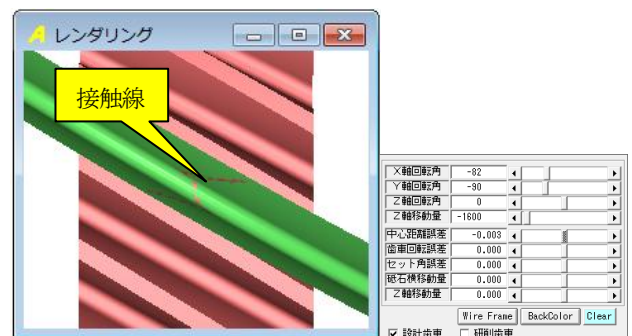 レンダリング
接触線
X軸回転角 -82
Y軸回転角 -90
Z軸回転角 0
Z軸移動量 -1600
中心距離誤差 -0.003
歯車回転誤差 0.000
セット角誤差 0.000
砥石横移動量 0.000
Z軸移動量 0.000
Wire Frame BackColor Clear
設計歯車 研削歯車